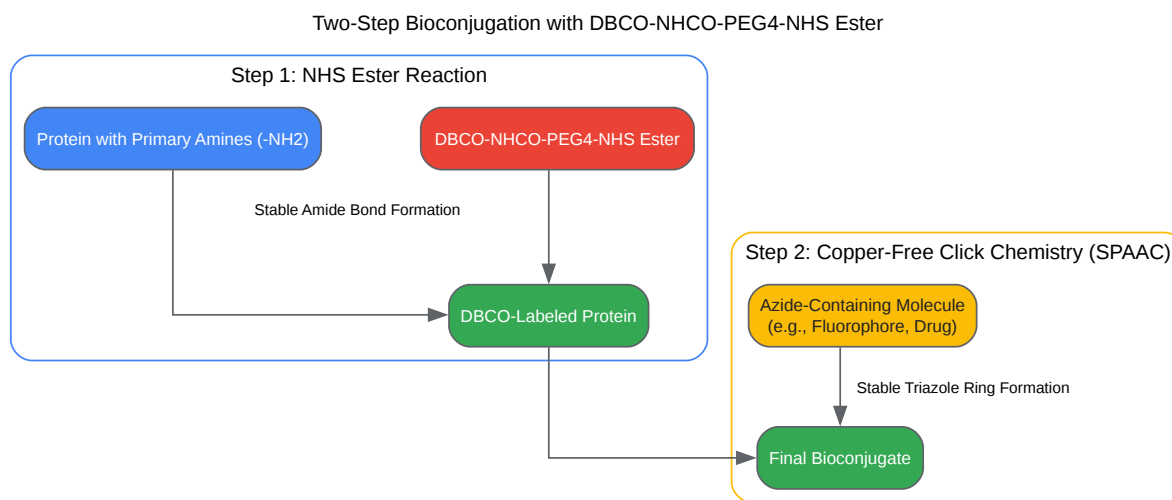 Two-Step Bioconjugation with DBCO-NHCO-PEG4-NHS Ester
Step 1: NHS Ester Reaction
Protein with Primary Amines (-NH2)
DBCO-NHCO-PEG4-NHS Ester
Stable Amide Bond Formation
DBCO-Labeled Protein
Step 2: Copper-Free Click Chemistry (SPAAC)
Azide-Containing Molecule
(e.g., Fluorophore, Drug)
Stable Triazole Ring Formation
Final Bioconjugate